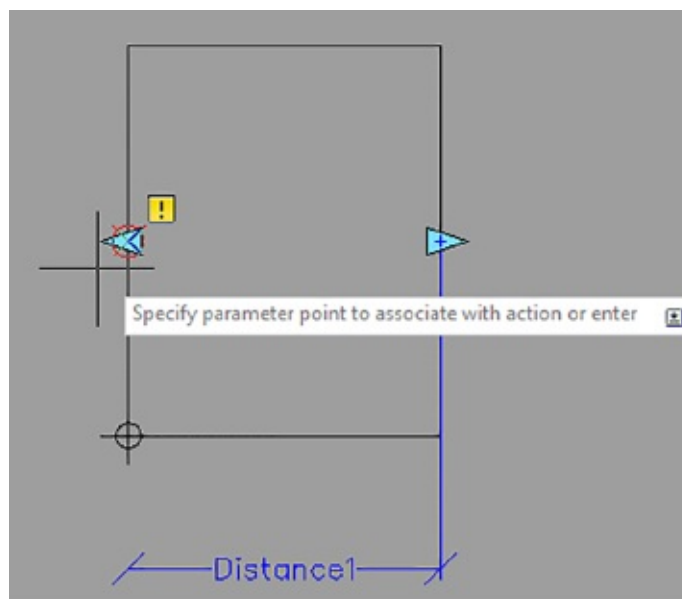 !
Specify parameter point to associate with action or enter
Distance1